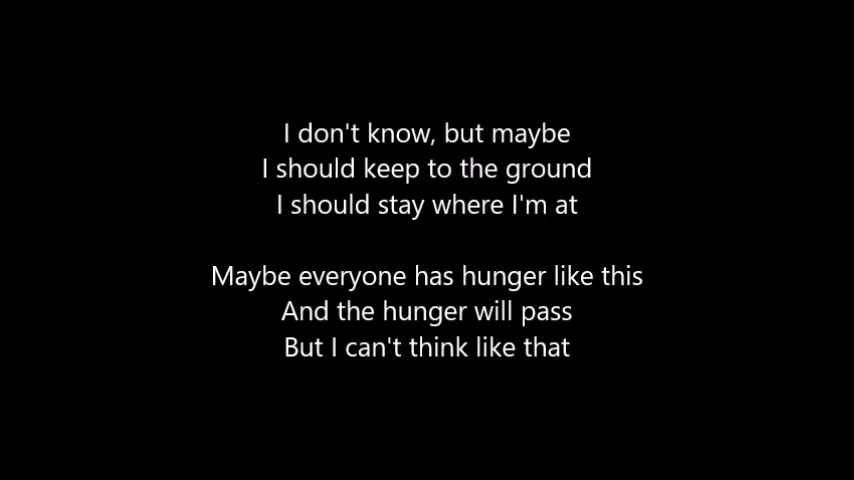 I don't know, but maybe
I should keep to the ground
I should stay where I'm at
Maybe everyone has hunger like this
And the hunger will pass
But I can't think like that